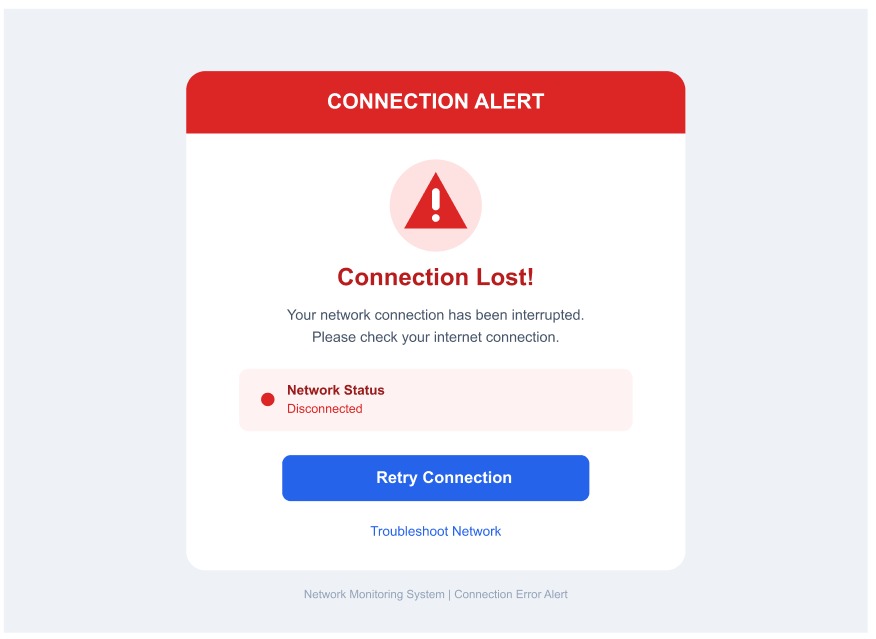 CONNECTION ALERT
Connection Lost!
Your network connection has been interrupted.
Please check your internet connection.
Network Status
Disconnected
Retry Connection
Troubleshoot Network
Network Monitoring System | Connection Error Alert